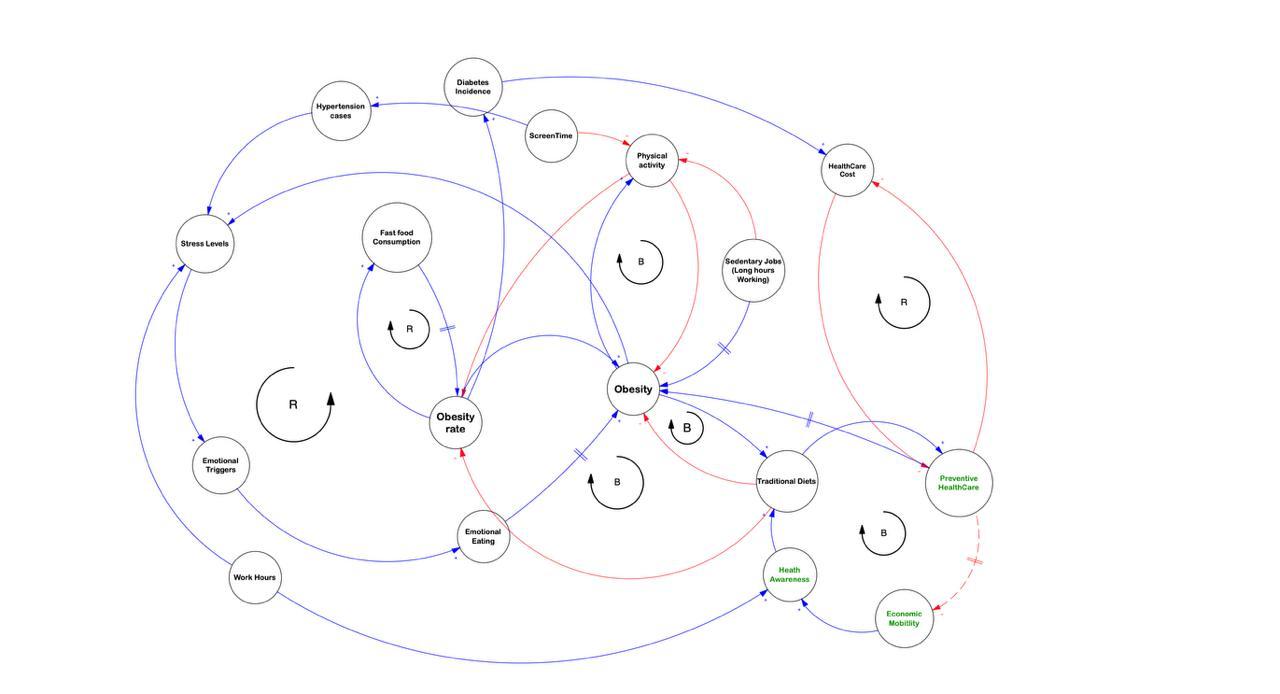 Diabetes
Incidence
Hypertension
cases
ScreenTime
Physical
activity
HealthCare
Cost
Stress Levels
Fast food
Consumption
Sedentary Jobs
(Long hours
Working)
B
R
R
R
Obesity
Obesity
rate
B
B
Emotional
Triggers
Traditional Diets
Preventive
HealthCare
Emotional
Eating
B
Work Hours
Heath
Awareness
Economic
Mobitlity